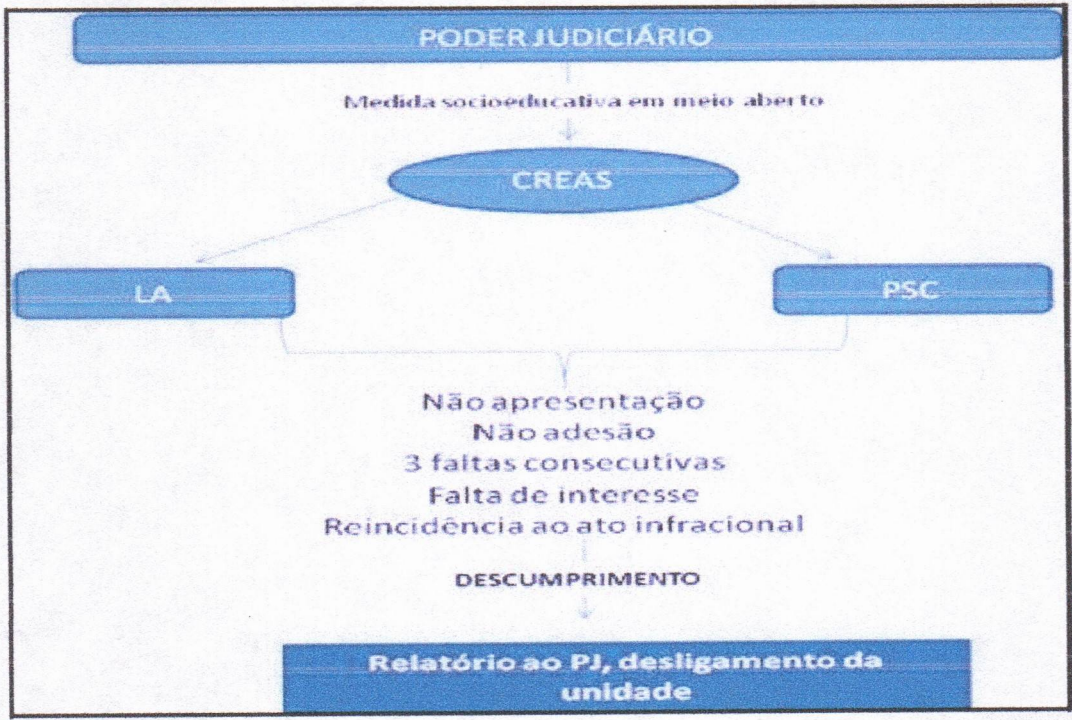 PODER JUDICIÁRIO
Medida socioeducativa em meio aberto
CREAS
LA
PSC
Não apresentação
Não adesão
3 faltas consecutivas
Falta de interesse
Reincidência ao ato infracional
DESCUMPRIMENTO
Relatório ao PJ, desligamento da
unidade